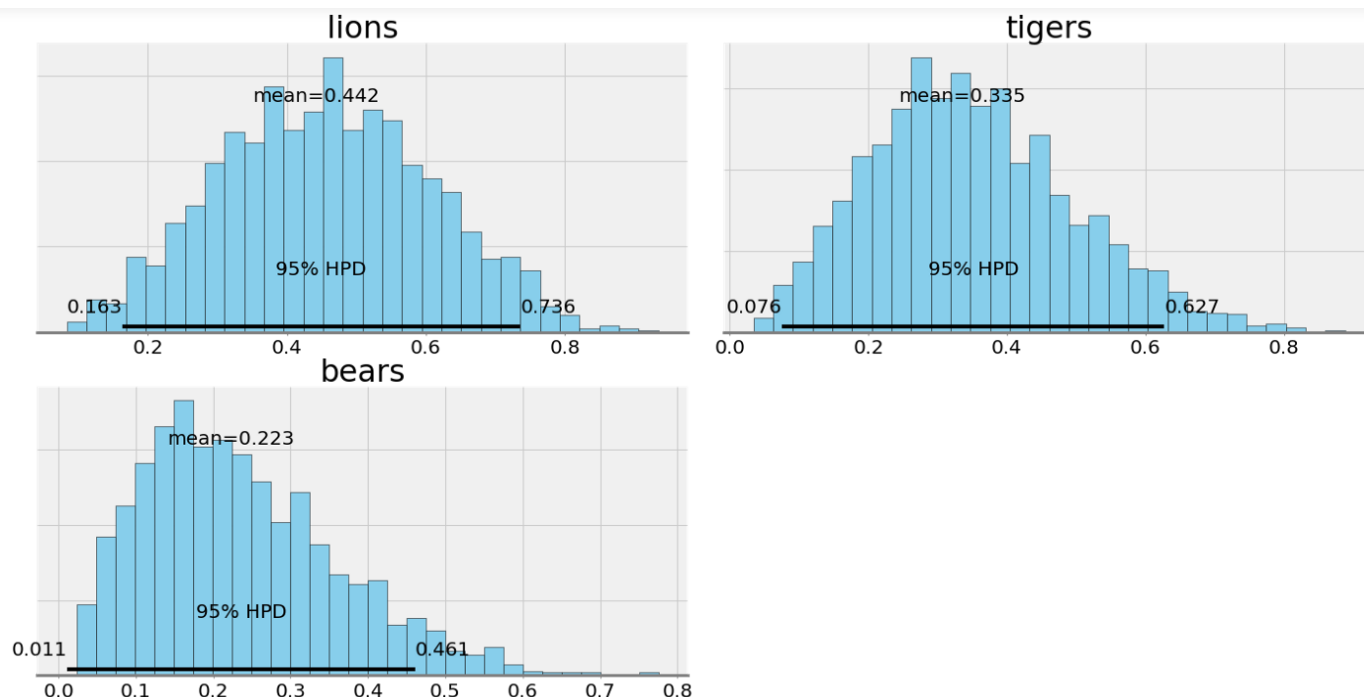 lions
mean=0.442
95% HPD
0.163 0.736
0.2 0.4 0.6 0.8
tigers
mean=0.335
95% HPD
0.076 0.627
0.0 0.2 0.4 0.6 0.8
bears
mean=0.223
95% HPD
0.011 0.461
0.0 0.1 0.2 0.3 0.4 0.5 0.6 0.7 0.8